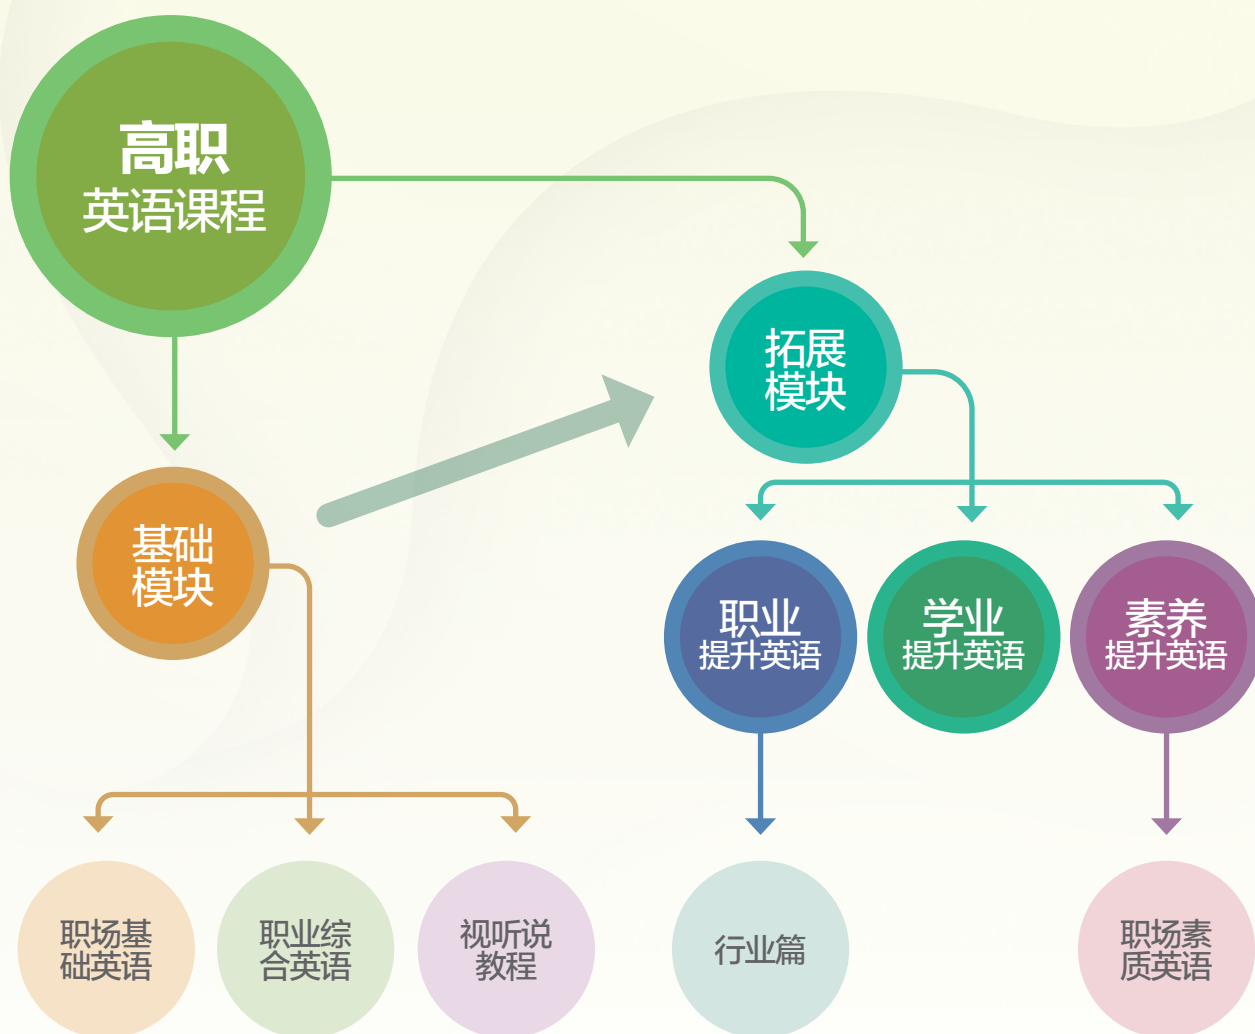 高职
英语课程
拓展
模块
基础
模块
职业
提升英语
学业
提升英语
素养
提升英语
职场基
础英语
职业综
合英语
视听说
教程
行业篇
职场素
质英语